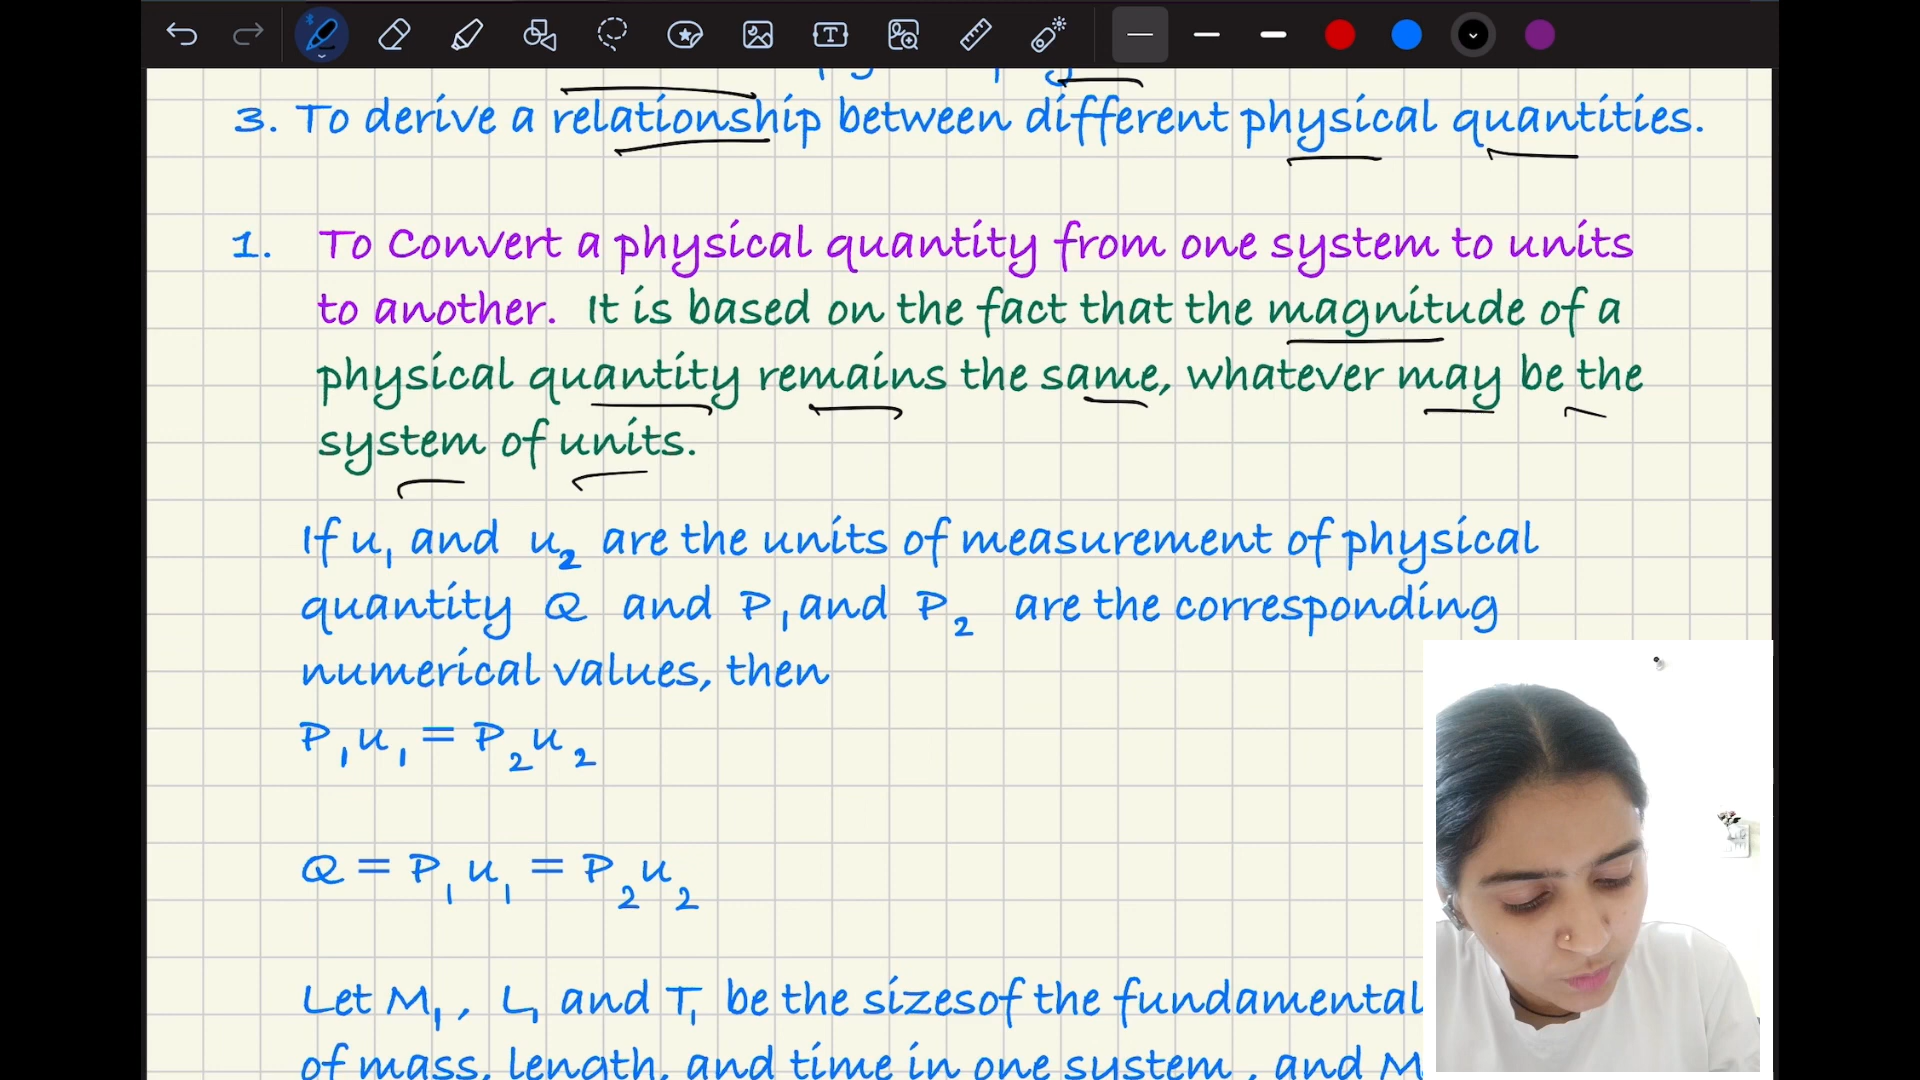 3. To derive a relationship between different physical quantities.
1. To Convert a physical quantity from one system to units
to another. It is based on the fact that the magnitude of a
physical quantity remains the same, whatever may be the
system of units.
If u₁ and u₂ are the units of measurement of physical
quantity Q and P₁ and P₂ are the corresponding
numerical values, then
P₁u₁ = P₂u₂
Q = P₁u₁ = P₂u₂
Let M₁, L₁ and T₁ be the sizesof the fundamental
of mass, length, and time in one system, and M